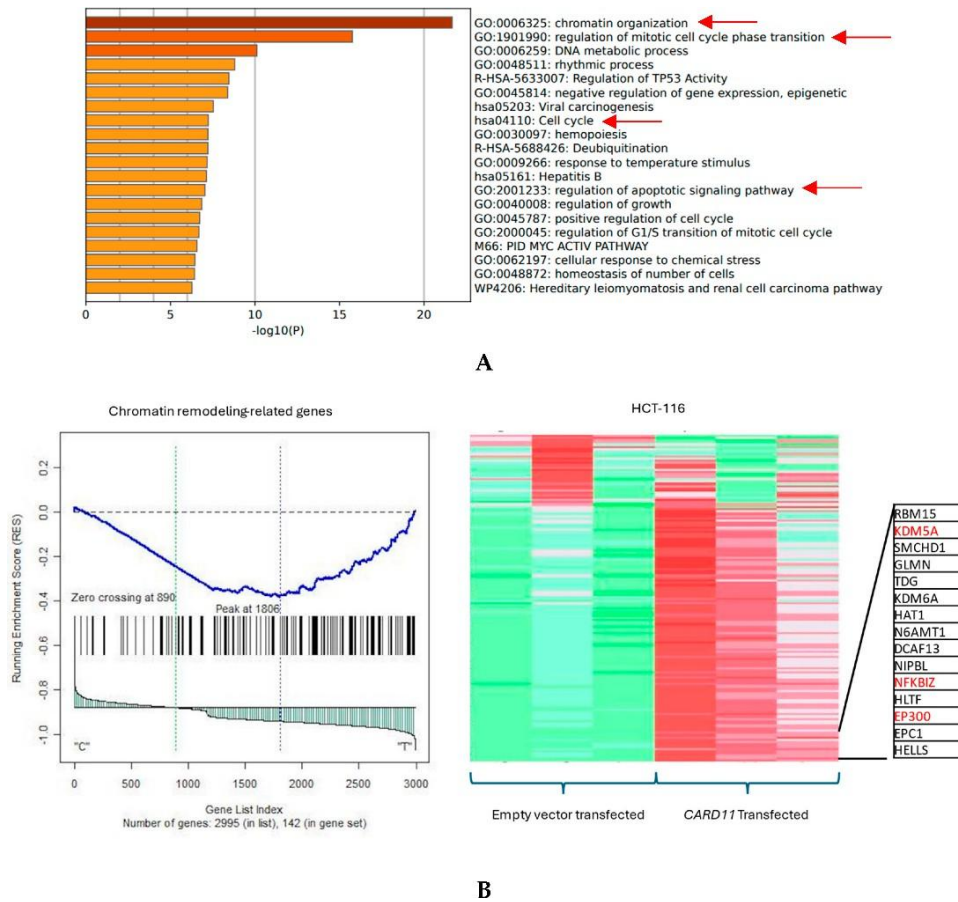 GO:0006325: chromatin organization
GO:1901990: regulation of mitotic cell cycle phase transition
GO:0006259: DNA metabolic process
GO:0048511: rhythmic process
R-HSA-5633007: Regulation of TP53 Activity
GO:0045814: negative regulation of gene expression, epigenetic
hsa05203: Viral carcinogenesis
hsa04110: Cell cycle
GO:0030097: hemopoiesis
R-HSA-5688426: Deubiquitination
GO:0009266: response to temperature stimulus
hsa05161: Hepatitis B
GO:2001233: regulation of apoptotic signaling pathway
GO:0040008: regulation of growth
GO:0045787: positive regulation of cell cycle
GO:2000045: regulation of G1/S transition of mitotic cell cycle
M66: PID MYC ACTIV PATHWAY
GO:0062197: cellular response to chemical stress
GO:0048872: homeostasis of number of cells
WP4206: Hereditary leiomyomatosis and renal cell carcinoma pathway
0 5 10 15 20
-log10(P)
A
Chromatin remodeling-related genes
Running Enrichment Score (RES)
0.2
0.0
-0.2
-0.4
-0.6
-0.8
-1.0
Zero crossing at 890
Peak at 1806
"C" "T"
0 500 1000 1500 2000 2500 3000
Gene List Index
Number of genes: 2995 (in list), 142 (in gene set)
HCT-116
Empty vector transfected CARD11 Transfected
RBM15
KDM5A
SMCHD1
GLMN
TDG
KDM6A
HAT1
N6AMT1
DCAF13
NIPBL
NFKBIZ
HLTF
EP300
EPC1
HELLS
B